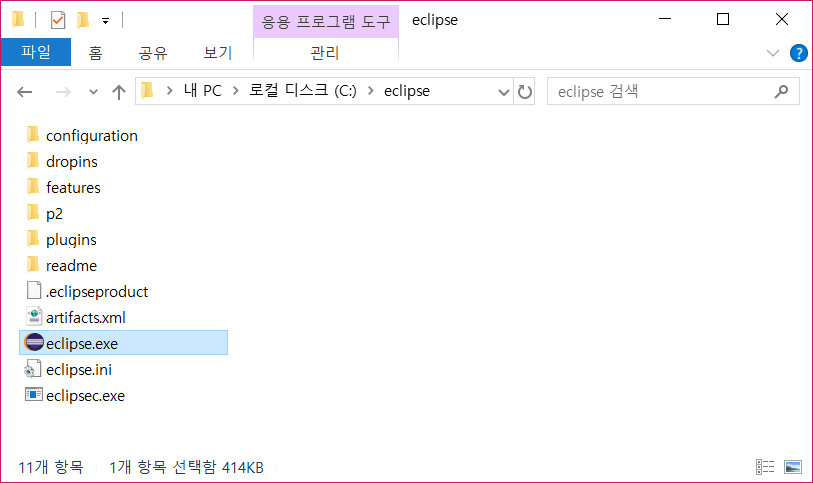 응용 프로그램 도구 eclipse
파일 홈 공유 보기 관리
내 PC 로컬 디스크 (C:) eclipse eclipse 검색
configuration
dropins
features
p2
plugins
readme
.eclipseproduct
artifacts.xml
eclipse.exe
eclipse.ini
eclipsec.exe
11개 항목 1개 항목 선택함 414KB